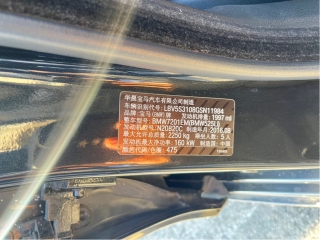 华晨宝马汽车有限公司制造
车辆识别代号: LBV5S3108GSN11984
品牌: 宝马(BMW)牌 发动机排量: 1997 ml
整车型号: BMW7201EM(BMW525Li)
发动机型号: N20B20C 制造年月: 2016.08
最大允许总质量: 2250 kg 乘坐人数: 5人
发动机最大净功率: 160 kW 制造国: 中国
颜色代码/色漆: 475